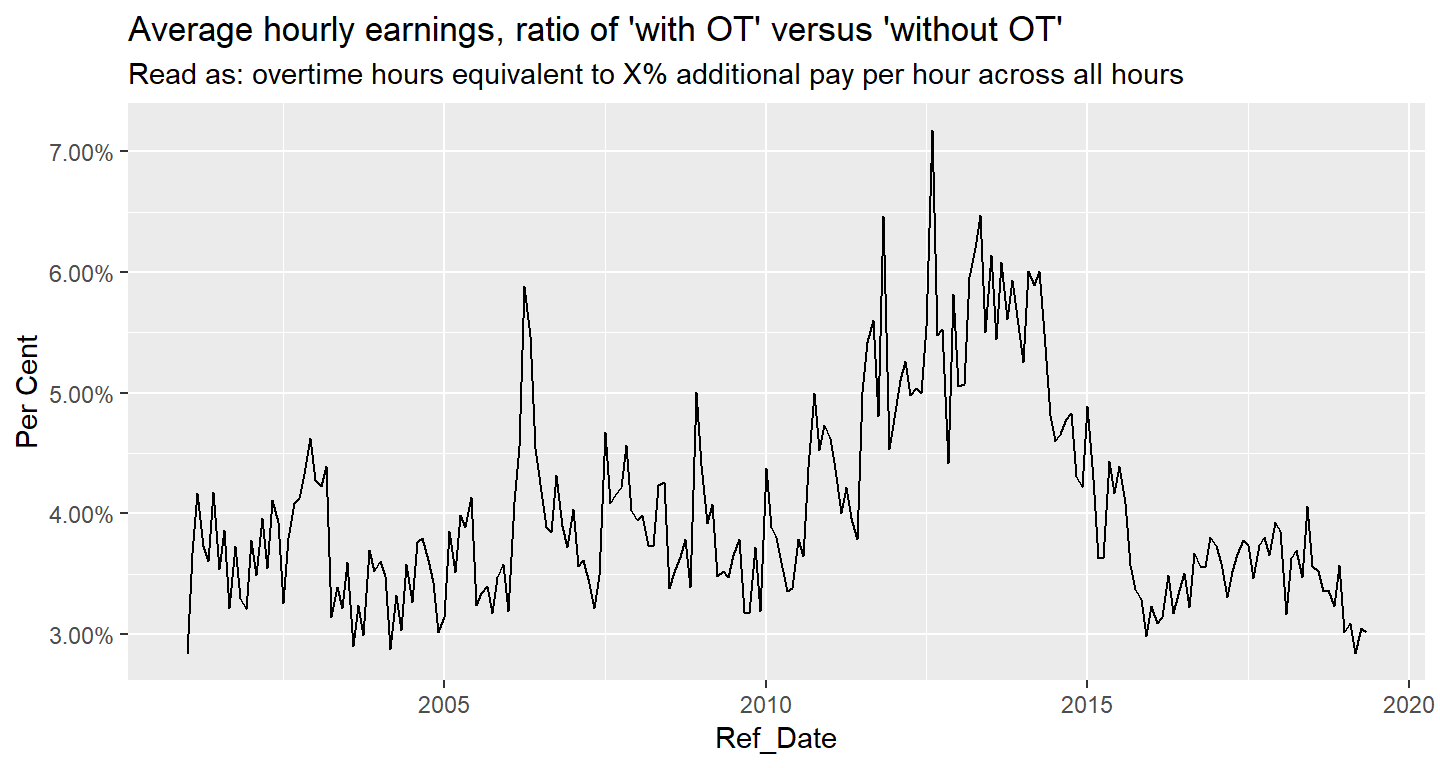 Average hourly earnings, ratio of 'with OT' versus 'without OT'
Read as: overtime hours equivalent to X% additional pay per hour across all hours
Per Cent
7.00%
6.00%
5.00%
4.00%
3.00%
2005 2010 2015 2020
Ref_Date